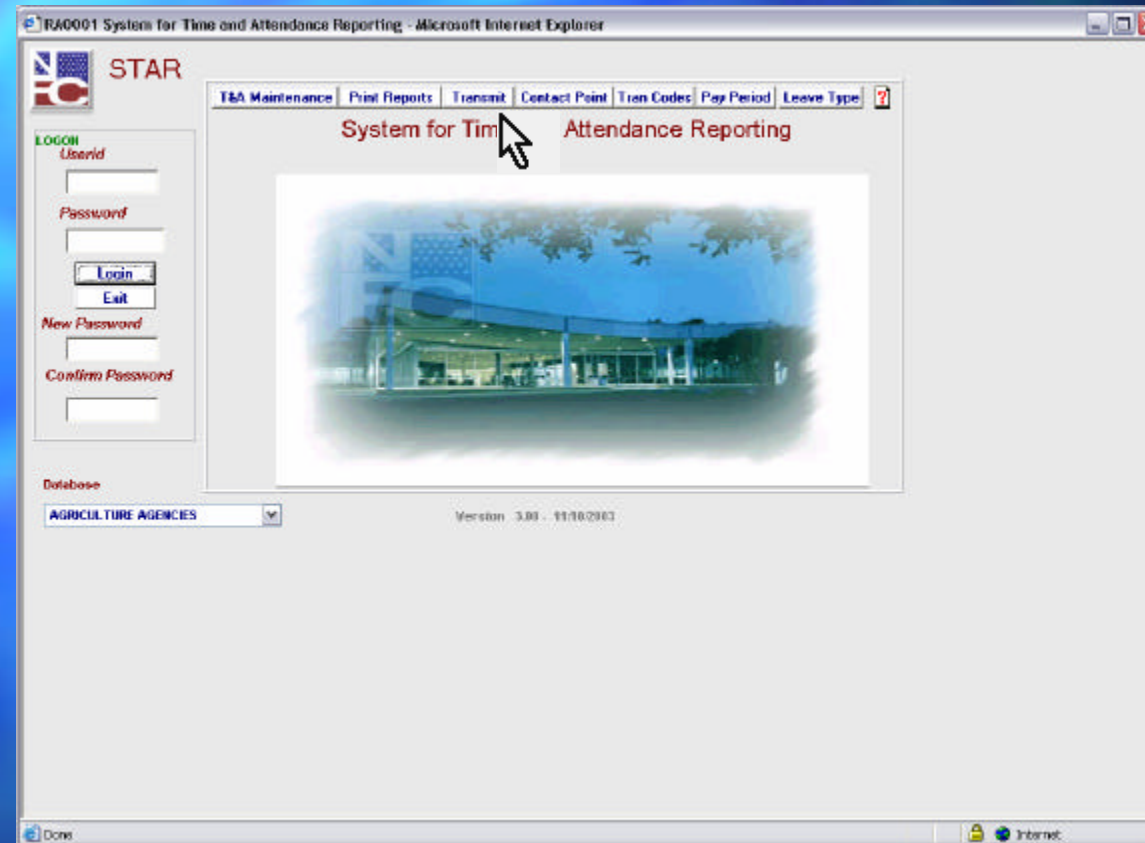 RA0001 System for Time and Attendance Reporting - Microsoft Internet Explorer
NFC
STAR
T&A Maintenance Print Reports Transmit Contact Point Tran Codes Pay Period Leave Type ?
System for Tim Attendance Reporting
LOGON
Userid
Password
Login
Exit
New Password
Confirm Password
NFC
Database
AGRICULTURE AGENCIES
Version 3.00 - 11/10/2003
Done
Internet